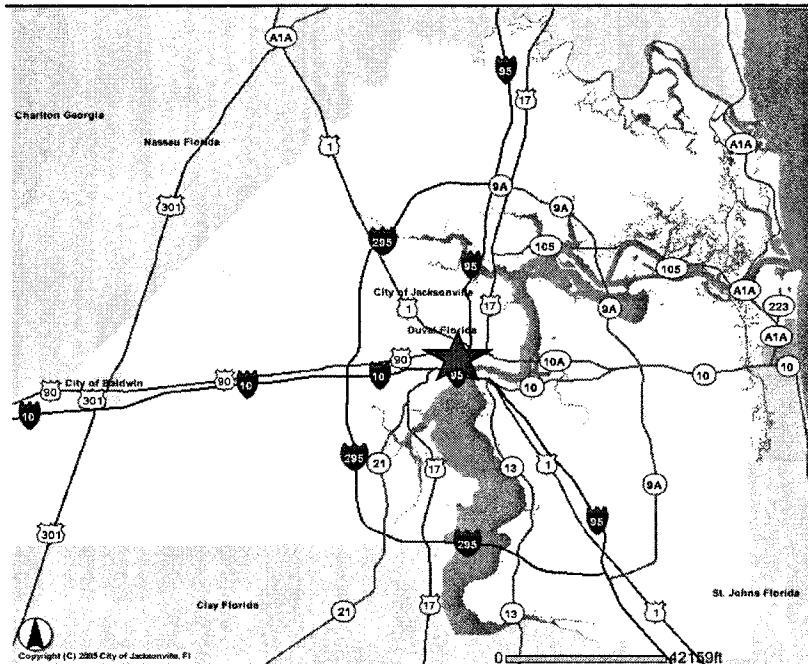 A1A
95
17
Charlton Georgia
Nassau Florida
1
A1A
301
9A
9A
295
105
95
105
City of Jacksonville
A1A
223
1
17
9A
Duval Florida
A1A
90
10A
90
City of Baldwin
10
10
95
10
10
10
90
301
10
295
21
17
13
1
9A
95
301
295
St. Johns Florida
Clay Florida
21
17
13
1
Copyright (C) 2005 City of Jacksonville, Fl
0 42159ft